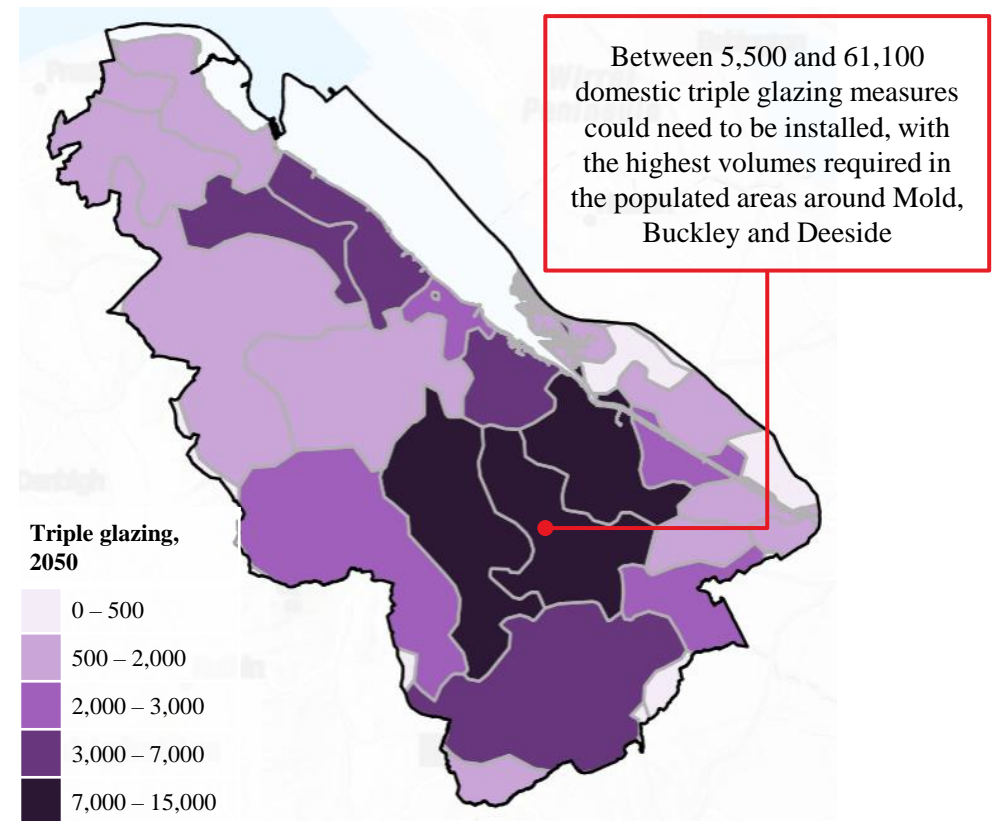 Between 5,500 and 61,100
domestic triple glazing measures
could need to be installed, with
the highest volumes required in
the populated areas around Mold,
Buckley and Deeside
Triple glazing,
2050
0 – 500
500 – 2,000
2,000 – 3,000
3,000 – 7,000
7,000 – 15,000